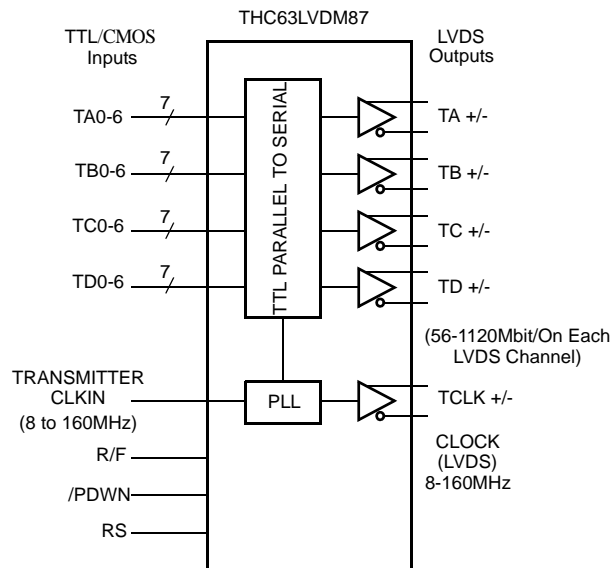 THC63LVDM87
TTL/CMOS
Inputs
LVDS
Outputs
TA0-6
7
TA +/-
TB0-6
7
TB +/-
TC0-6
7
TC +/-
TD0-6
7
TD +/-
TTL PARALLEL TO SERIAL
(56-1120Mbit/On Each
LVDS Channel)
TRANSMITTER
CLKIN
(8 to 160MHz)
PLL
TCLK +/-
CLOCK
(LVDS)
8-160MHz
R/F
/PDWN
RS